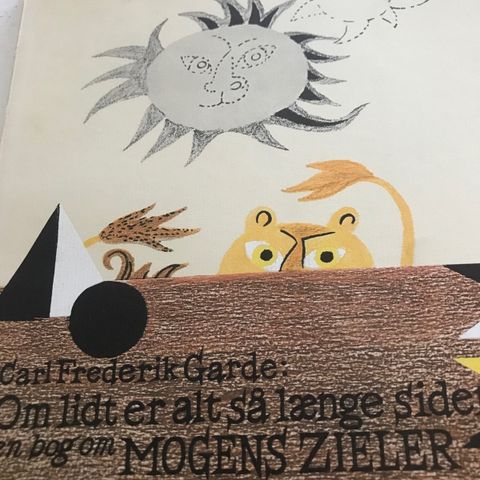 Carl Frederik Garde:
Om lidt er alt så længe siden
en bog om MOGENS ZIELER